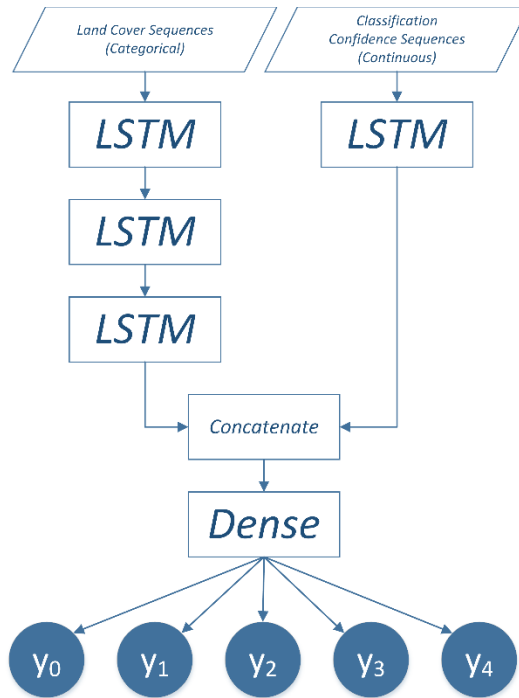 Land Cover Sequences
(Categorical)
Classification
Confidence Sequences
(Continuous)
LSTM
LSTM
LSTM
LSTM
Concatenate
Dense
y0
y1
y2
y3
y4